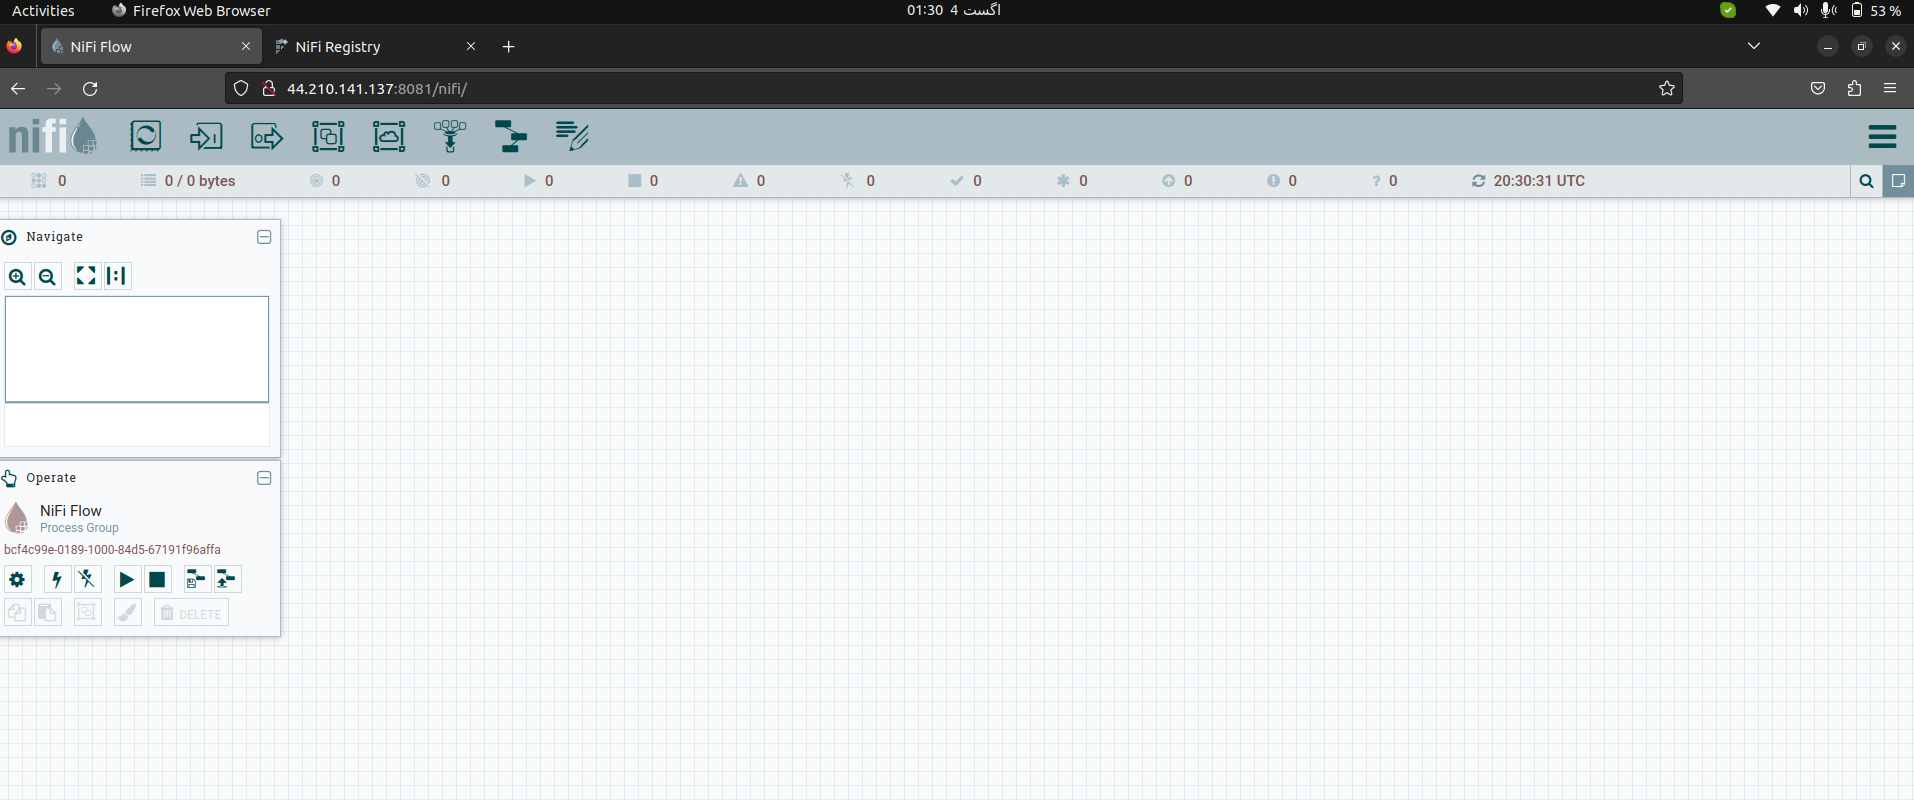 Activities Firefox Web Browser 01:30 4 اگست 53 %
NiFi Flow NiFi Registry
44.210.141.137:8081/nifi/
nifi
0 0 / 0 bytes 0 0 0 0 0 0 0 0 0 0 ? 0 20:30:31 UTC
Navigate
Operate
NiFi Flow
Process Group
bcf4c99e-0189-1000-84d5-67191f96affa
DELETE